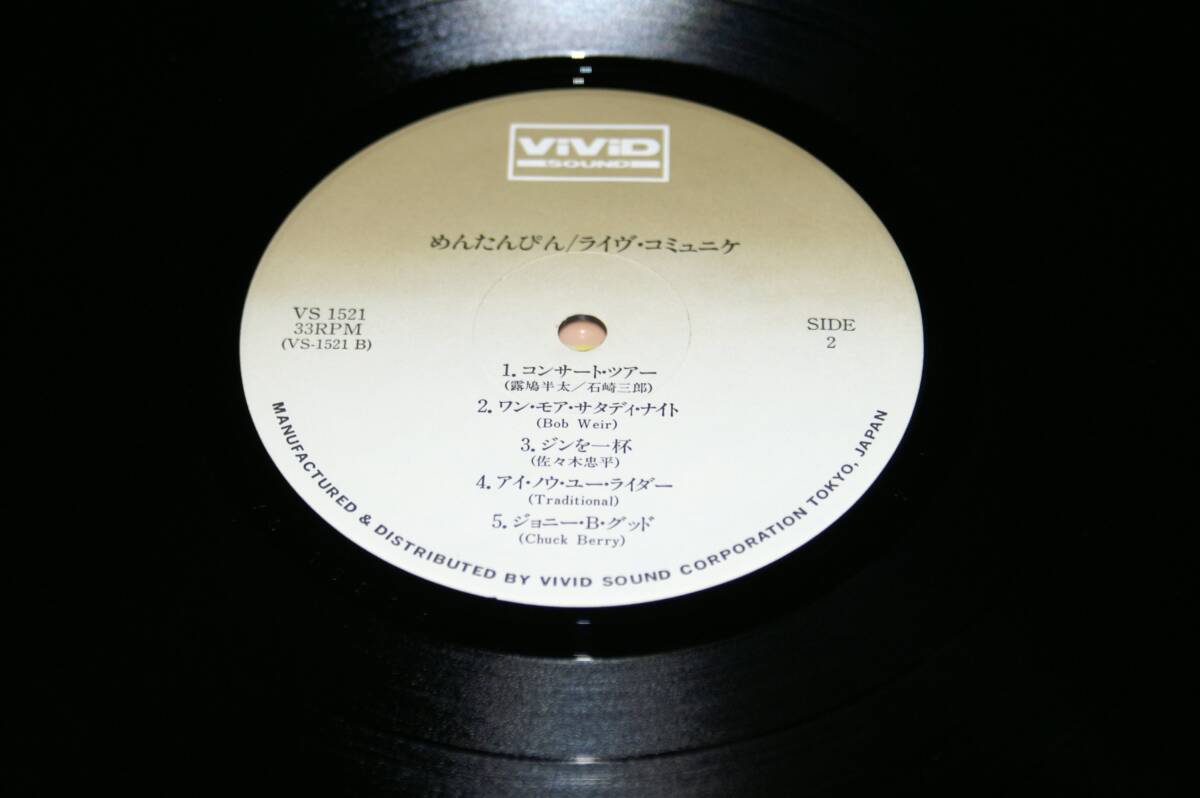 ViViD
SOUND
めんたんぴん/ライヴ・コミュニケ
VS 1521
33RPM
(VS-1521 B)
SIDE
2
1. コンサート・ツアー
(露鳩半太/石崎三郎)
2. ワン・モア・サタディ・ナイト
(Bob Weir)
3. ジンを一杯
(佐々木忠平)
4. アイ・ノウ・ユー・ライダー
(Traditional)
5. ジョニー・B・グッド
(Chuck Berry)
MANUFACTURED & DISTRIBUTED BY VIVID SOUND CORPORATION TOKYO, JAPAN